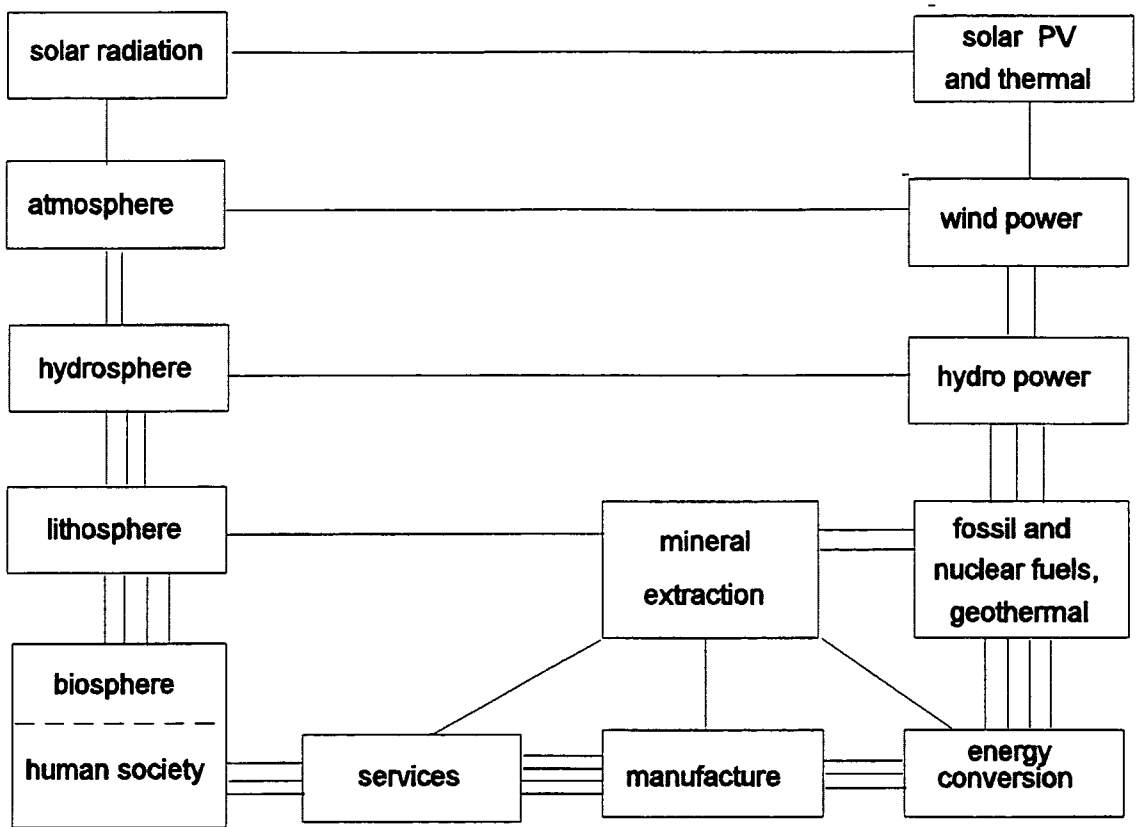 solar radiation
solar PV
and thermal
atmosphere
wind power
hydrosphere
hydro power
lithosphere
mineral
extraction
fossil and
nuclear fuels,
geothermal
biosphere
human society
services
manufacture
energy
conversion